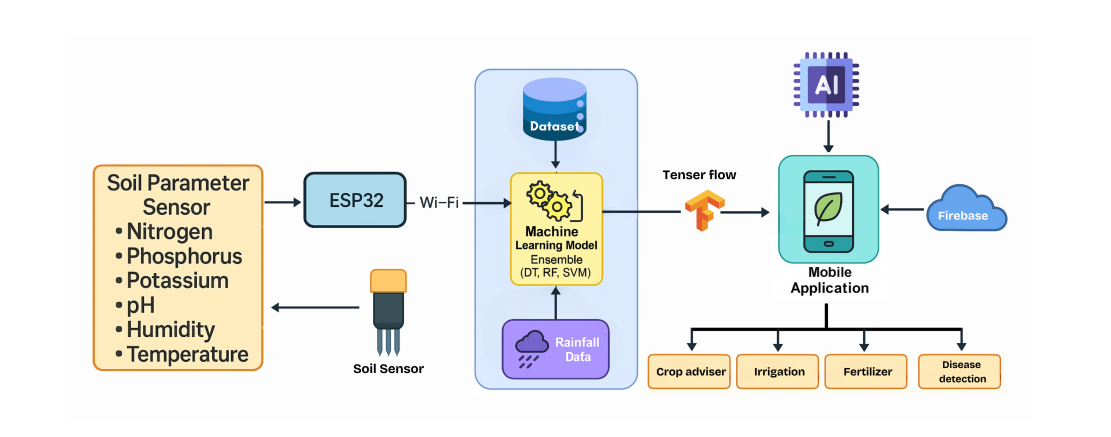 Soil Parameter
Sensor
• Nitrogen
• Phosphorus
• Potassium
• pH
• Humidity
• Temperature
ESP32
Wi–Fi
Soil Sensor
Dataset
Machine
Learning Model
Ensemble
(DT, RF, SVM)
Rainfall
Data
Tenser flow
AI
Mobile
Application
Firebase
Crop adviser
Irrigation
Fertilizer
Disease
detection